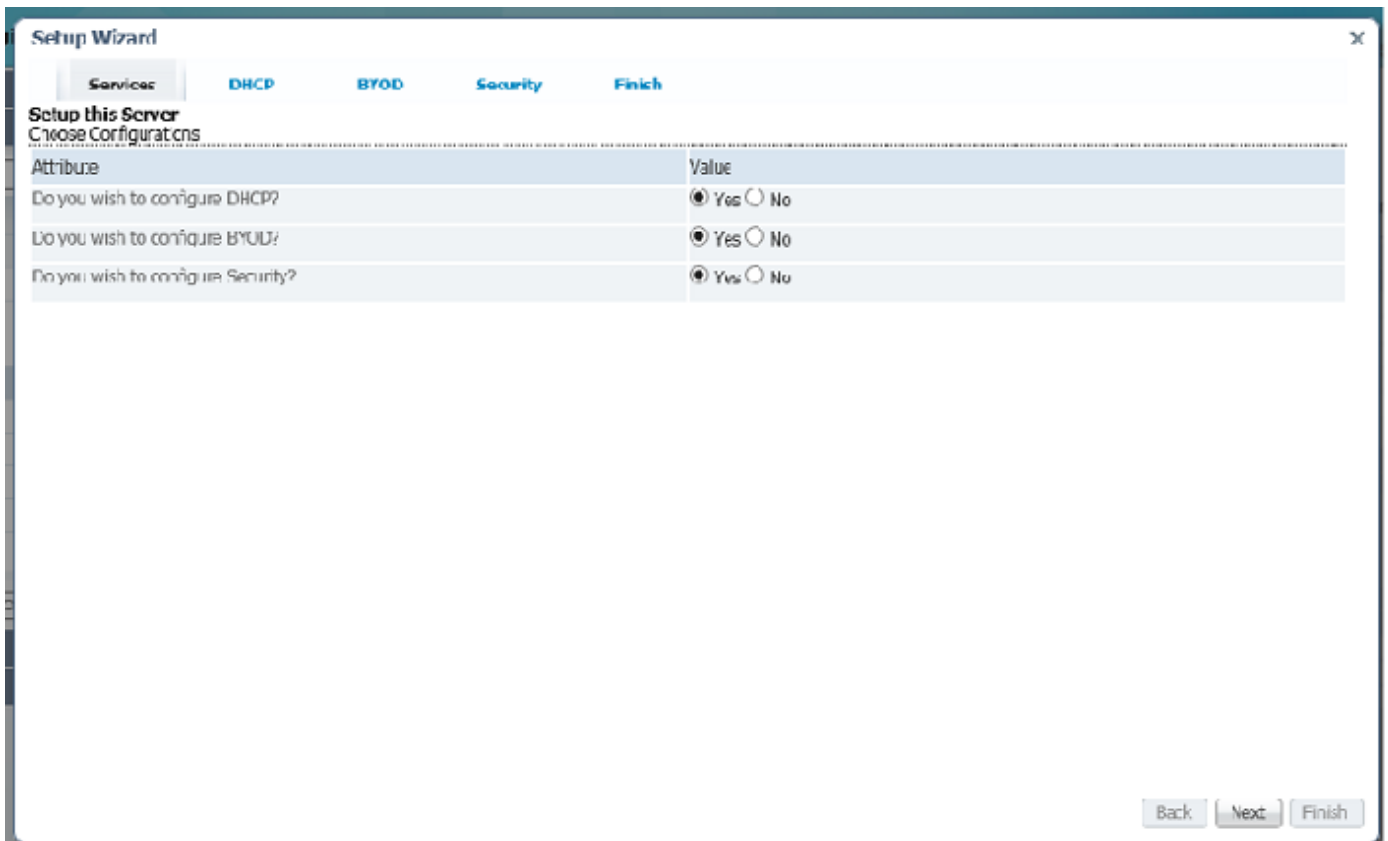 Setup Wizard x
Services DHCP BYOD Security Finish
Setup this Server
Choose Configurations
Attribute Value
Do you wish to configure DHCP? Yes No
Do you wish to configure BYOD? Yes No
Do you wish to configure Security? Yes No
Back Next Finish